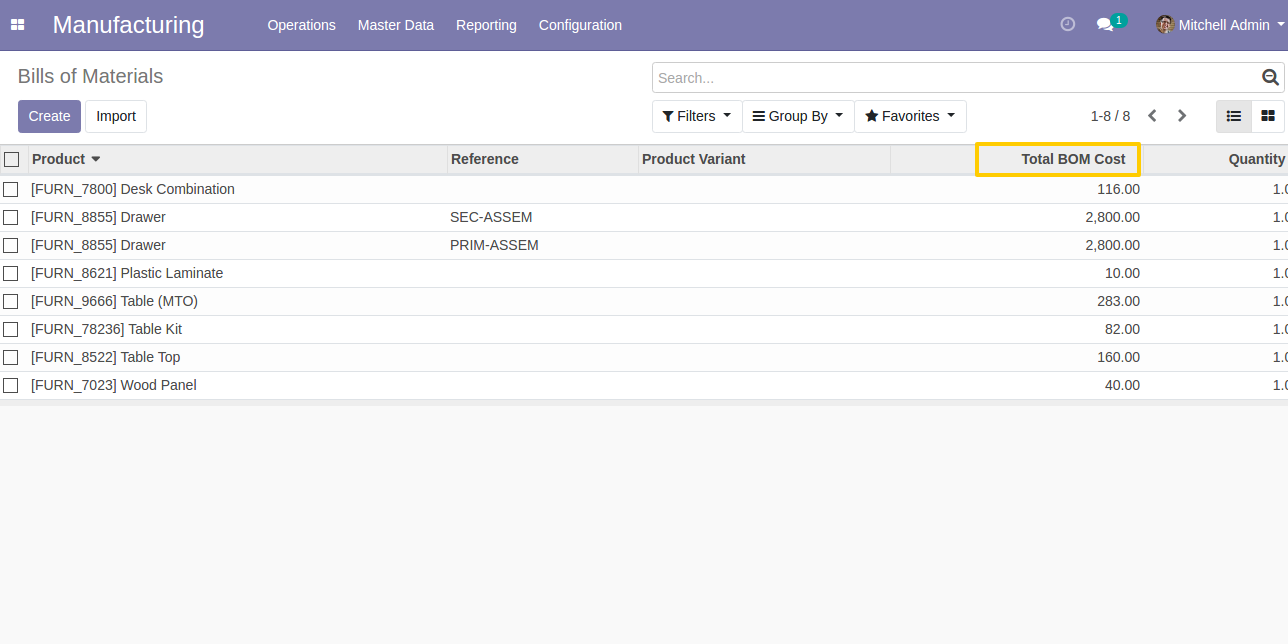 Manufacturing Operations Master Data Reporting Configuration 1 Mitchell Admin
Bills of Materials Search...
Create Import Filters Group By Favorites 1-8 / 8
Product Reference Product Variant Total BOM Cost Quantity
[FURN_7800] Desk Combination 116.00 1.0
[FURN_8855] Drawer SEC-ASSEM 2,800.00 1.0
[FURN_8855] Drawer PRIM-ASSEM 2,800.00 1.0
[FURN_8621] Plastic Laminate 10.00 1.0
[FURN_9666] Table (MTO) 283.00 1.0
[FURN_78236] Table Kit 82.00 1.0
[FURN_8522] Table Top 160.00 1.0
[FURN_7023] Wood Panel 40.00 1.0